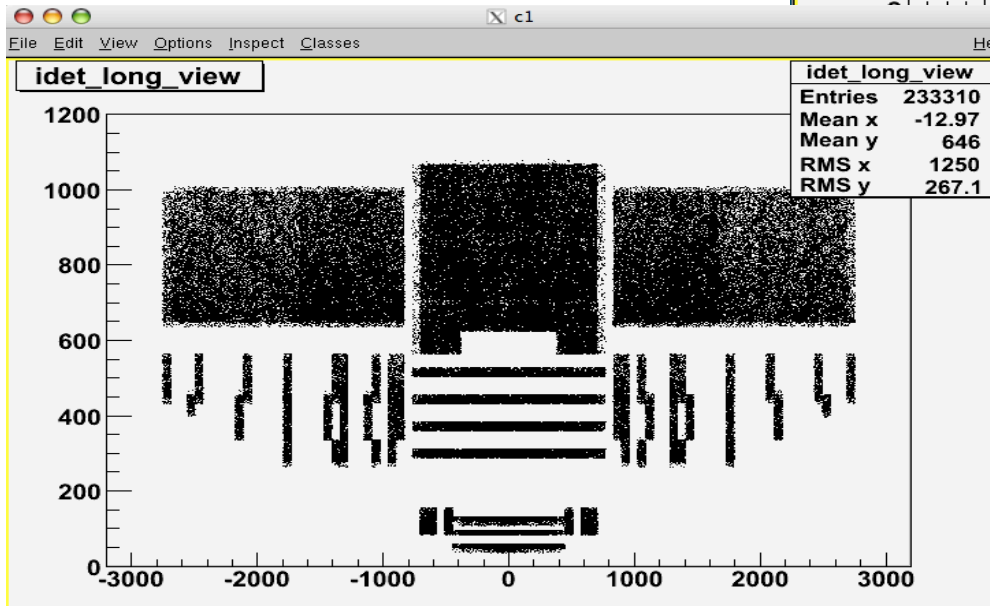 c1
File Edit View Options Inspect Classes He
idet_long_view
idet_long_view
Entries 233310
Mean x -12.97
Mean y 646
RMS x 1250
RMS y 267.1
1200
1000
800
600
400
200
0
-3000 -2000 -1000 0 1000 2000 3000